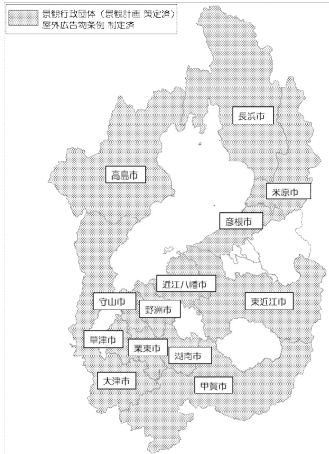 景観行政団体（景観計画 策定済）
屋外広告物条例 制定済
長浜市
高島市
米原市
彦根市
近江八幡市
東近江市
守山市
野洲市
草津市
栗東市
湖南市
大津市
甲賀市